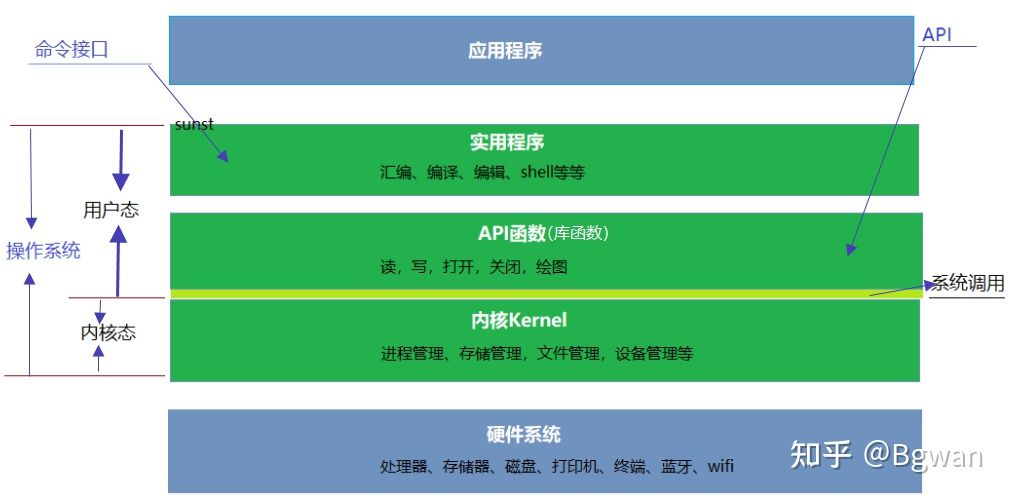 命令接口
应用程序
API
sunst
实用程序
汇编、编译、编辑、shell等等
用户态
API函数(库函数)
操作系统
读，写，打开，关闭，绘图
系统调用
内核Kernel
内核态
进程管理、存储管理，文件管理，设备管理等
硬件系统
处理器、存储器、磁盘、打印机、终端、蓝牙、wifi
知乎 @Bgwan